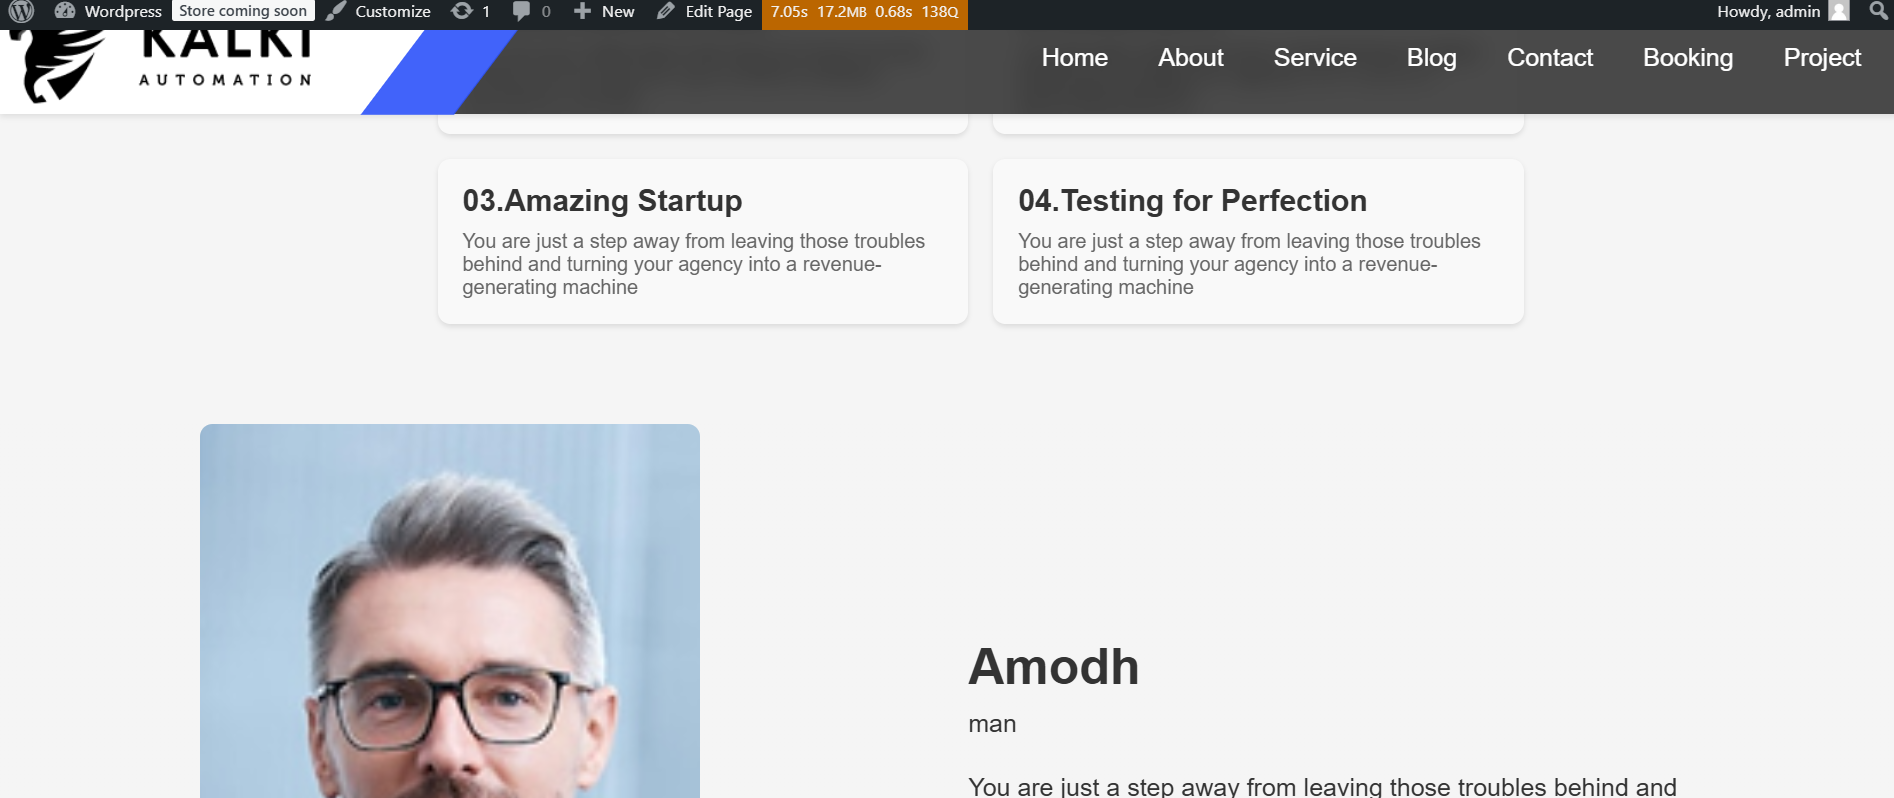 Wordpress Store coming soon Customize 1 0 New Edit Page 7.05s 17.2MB 0.68s 138Q Howdy, admin
KALKI
AUTOMATION
Home About Service Blog Contact Booking Project
03.Amazing Startup
You are just a step away from leaving those troubles
behind and turning your agency into a revenue-
generating machine
04.Testing for Perfection
You are just a step away from leaving those troubles
behind and turning your agency into a revenue-
generating machine
Amodh
man
You are just a step away from leaving those troubles behind and